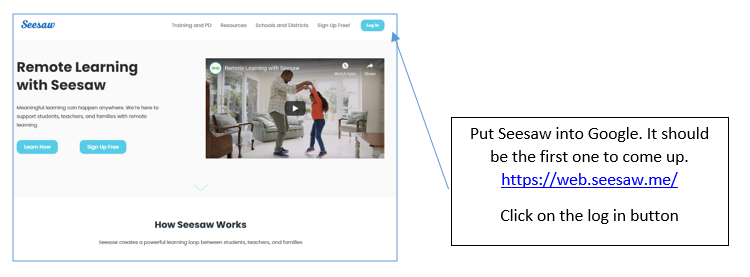 Seesaw
Training and PD Resources Schools and Districts Sign Up Free! Log In
Remote Learning
with Seesaw
Meaningful learning can happen anywhere. We're here to
support students, teachers, and families with remote
learning.
Learn How Sign Up Free
Remote Learning with Seesaw
Watch later Share
How Seesaw Works
Seesaw creates a powerful learning loop between students, teachers, and families
Put Seesaw into Google. It should
be the first one to come up.
https://web.seesaw.me/
Click on the log in button